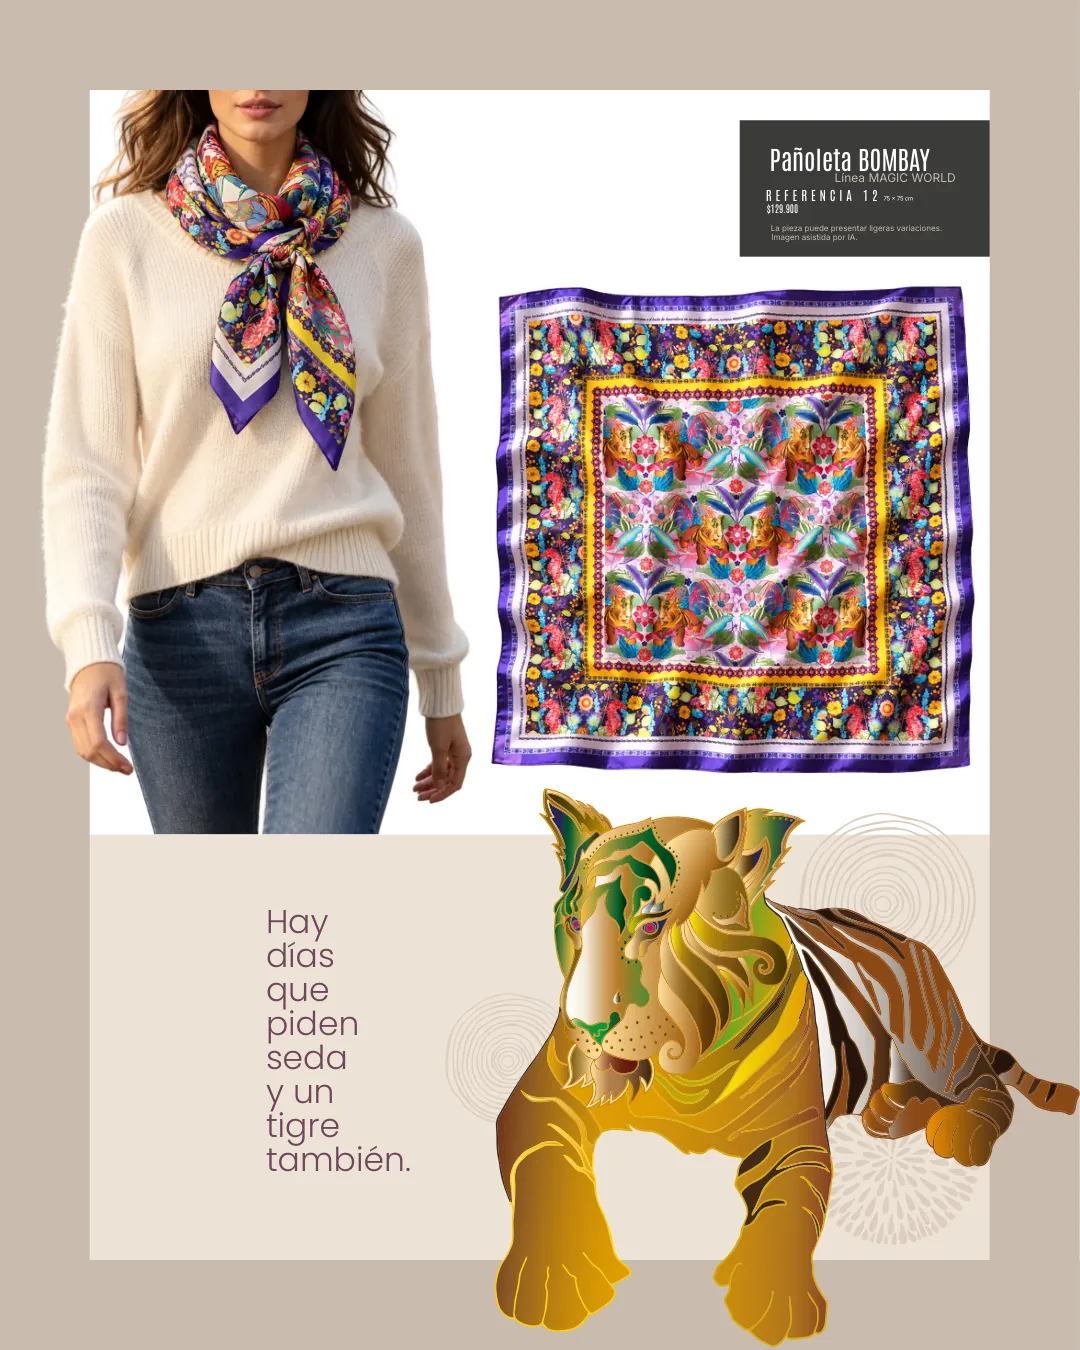 Pañoleta BOMBAY
Línea MAGIC WORLD
REFERENCIA 12 75 x 75 cm
$129.900
La pieza puede presentar ligeras variaciones.
Imagen asistida por IA.
Hay
días
que
piden
seda
y un
tigre
también.